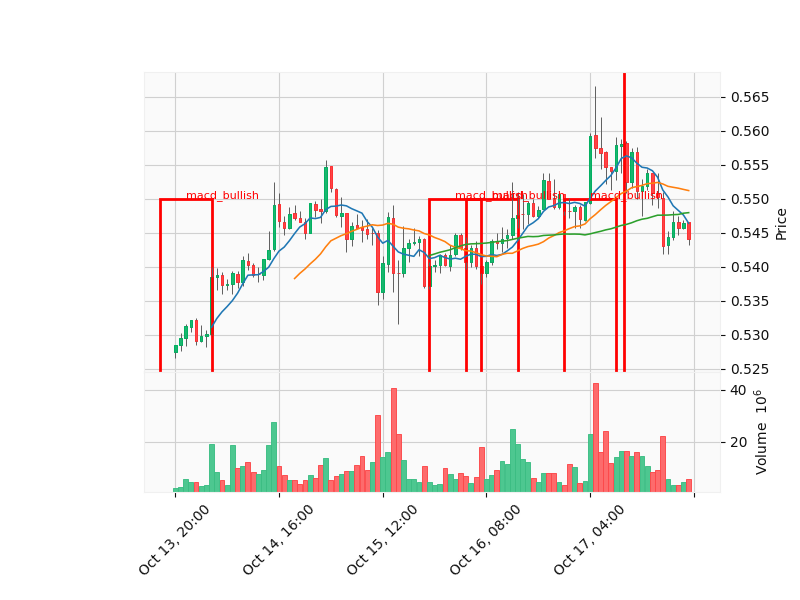 macd_bullish
macd_bullish
macd_bullish
macd_bullish
0.565
0.560
0.555
0.550
0.545
0.540
0.535
0.530
0.525
Price
40
20
Volume 10^6
Oct 13, 20:00
Oct 14, 16:00
Oct 15, 12:00
Oct 16, 08:00
Oct 17, 04:00